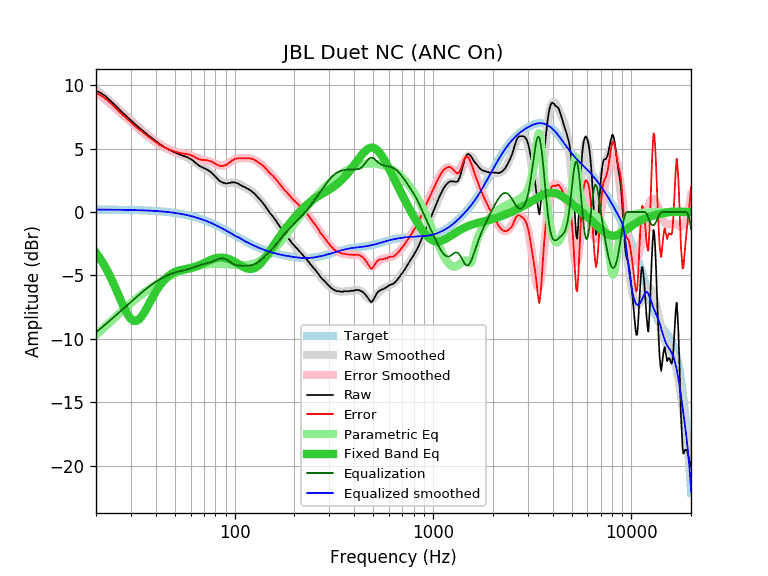 JBL Duet NC (ANC On)
10
5
0
−5
−10
−15
−20
Amplitude (dBr)
Target
Raw Smoothed
Error Smoothed
Raw
Error
Parametric Eq
Fixed Band Eq
Equalization
Equalized smoothed
100 1000 10000
Frequency (Hz)